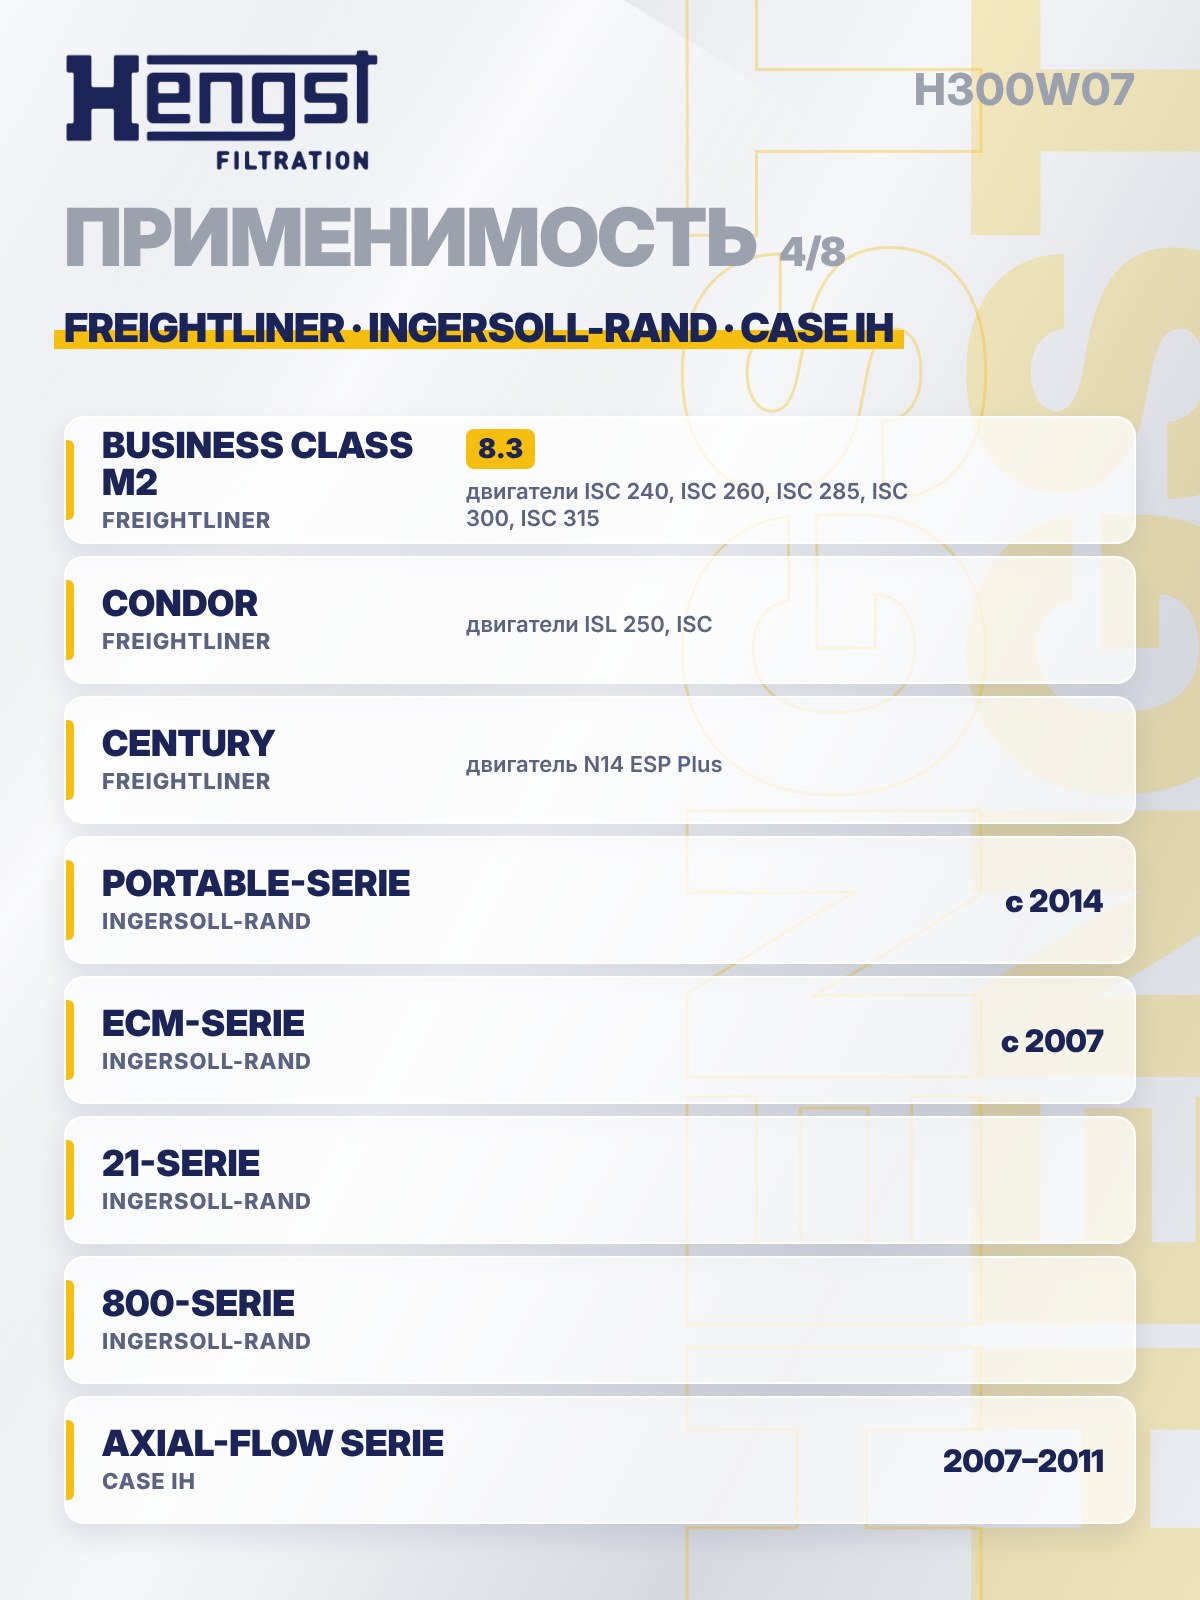 Hengst
FILTRATION
H300W07
ПРИМЕНИМОСТЬ 4/8
FREIGHTLINER · INGERSOLL-RAND · CASE IH
BUSINESS CLASS
M2
FREIGHTLINER
8.3
двигатели ISC 240, ISC 260, ISC 285, ISC
300, ISC 315
CONDOR
FREIGHTLINER
двигатели ISL 250, ISC
CENTURY
FREIGHTLINER
двигатель N14 ESP Plus
PORTABLE-SERIE
INGERSOLL-RAND
с 2014
ECM-SERIE
INGERSOLL-RAND
с 2007
21-SERIE
INGERSOLL-RAND
800-SERIE
INGERSOLL-RAND
AXIAL-FLOW SERIE
CASE IH
2007–2011
HENGST
HENGST